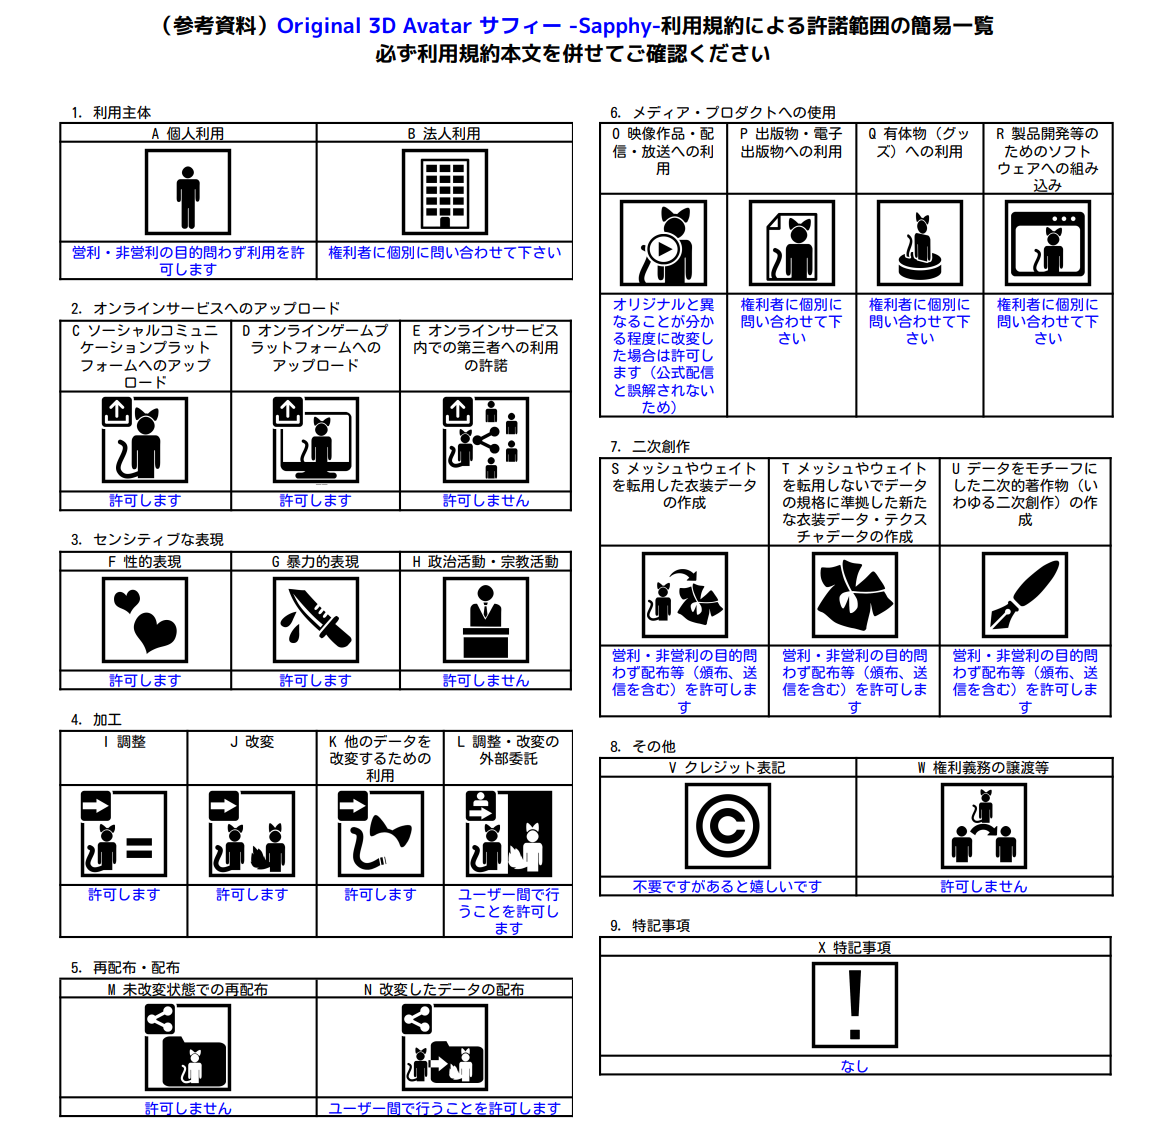 （参考資料）Original 3D Avatar サフィー -Sapphy-利用規約による許諾範囲の簡易一覧
必ず利用規約本文を併せてご確認ください
1. 利用主体
A 個人利用
B 法人利用
営利・非営利の目的問わず利用を許
可します
権利者に個別に問い合わせて下さい
2. オンラインサービスへのアップロード
C ソーシャルコミュニ
ケーションプラット
フォームへのアップ
ロード
D オンラインゲームプ
ラットフォームへの
アップロード
E オンラインサービス
内での第三者への利用
の許諾
許可します
許可します
許可しません
3. センシティブな表現
F 性的表現
G 暴力的表現
H 政治活動・宗教活動
許可します
許可します
許可しません
4. 加工
I 調整
J 改変
K 他のデータを
改変するための
利用
L 調整・改変の
外部委託
許可します
許可します
許可します
ユーザー間で行
うことを許可し
ます
5. 再配布・配布
M 未改変状態での再配布
N 改変したデータの配布
許可しません
ユーザー間で行うことを許可します
6. メディア・プロダクトへの使用
O 映像作品・配
信・放送への利
用
P 出版物・電子
出版物への利用
Q 有体物（グッ
ズ）への利用
R 製品開発等の
ためのソフト
ウェアへの組み
込み
オリジナルと異
なることが分か
る程度に改変し
た場合は許可し
ます（公式配信
と誤解されない
ため）
権利者に個別に
問い合わせて下
さい
権利者に個別に
問い合わせて下
さい
権利者に個別に
問い合わせて下
さい
7. 二次創作
S メッシュやウェイト
を転用した衣装データ
の作成
T メッシュやウェイト
を転用しないでデータ
の規格に準拠した新た
な衣装データ・テクス
チャデータの作成
U データをモチーフに
した二次的著作物（い
わゆる二次創作）の作
成
営利・非営利の目的問
わず配布等（頒布、送
信を含む）を許可しま
す
営利・非営利の目的問
わず配布等（頒布、送
信を含む）を許可しま
す
営利・非営利の目的問
わず配布等（頒布、送
信を含む）を許可しま
す
8. その他
V クレジット表記
W 権利義務の譲渡等
不要ですがあると嬉しいです
許可しません
9. 特記事項
X 特記事項
なし